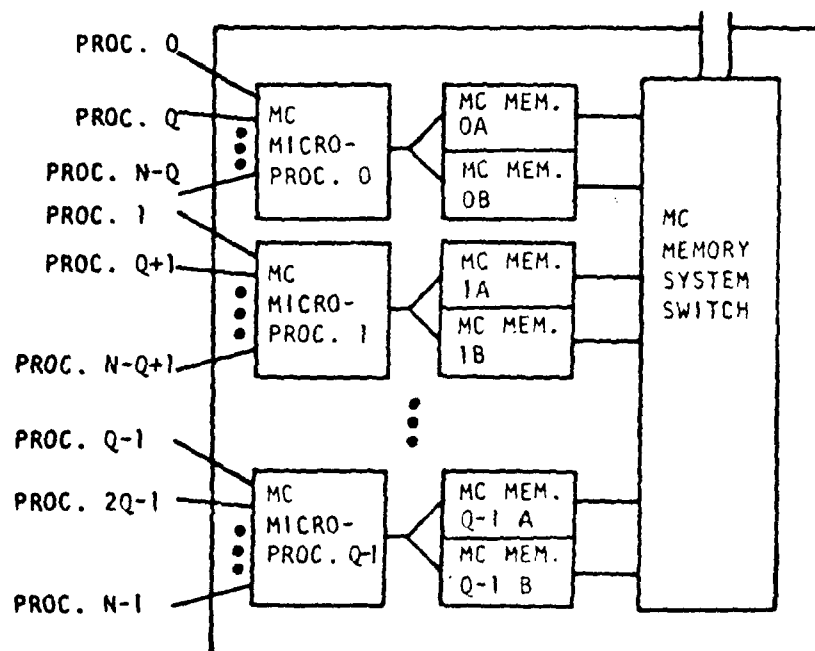 PROC. 0
PROC. Q
PROC. N-Q
PROC. 1
PROC. Q+1
PROC. N-Q+1
PROC. Q-1
PROC. 2Q-1
PROC. N-1
MC
MICRO-
PROC. 0
MC
MICRO-
PROC. 1
MC
MICRO-
PROC. Q-1
MC MEM.
0A
MC MEM.
0B
MC MEM.
1A
MC MEM.
1B
MC MEM.
Q-1 A
MC MEM.
Q-1 B
MC
MEMORY
SYSTEM
SWITCH